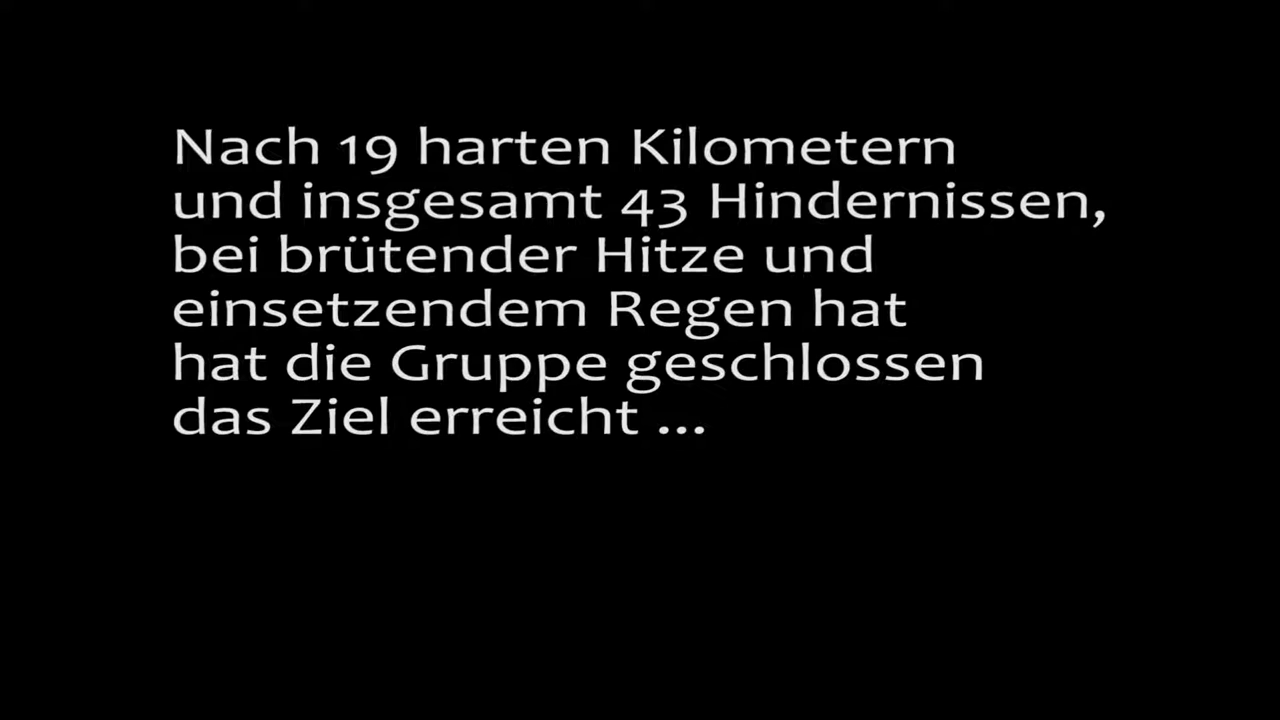 Nach 19 harten Kilometern
und insgesamt 43 Hindernissen,
bei brütender Hitze und
einsetzendem Regen hat
hat die Gruppe geschlossen
das Ziel erreicht ...